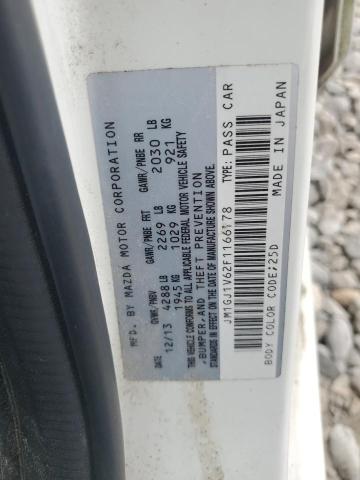 MFD. BY MAZDA MOTOR CORPORATION
GVWR/PNBV GAWR/PNBE FRT GAWR/PNBE RR
12/13 4288 LB 2269 LB 2030 LB
1945 KG 1029 KG 921 KG
THIS VEHICLE CONFORMS TO ALL APPLICABLE FEDERAL MOTOR VEHICLE SAFETY
, BUMPER, AND THEFT PREVENTION
STANDARDS IN EFFECT ON THE DATE OF MANUFACTURE SHOWN ABOVE.
JM1GJ1V62F1166178 TYPE: PASS CAR
BODY COLOR CODE:25D MADE IN JAPAN